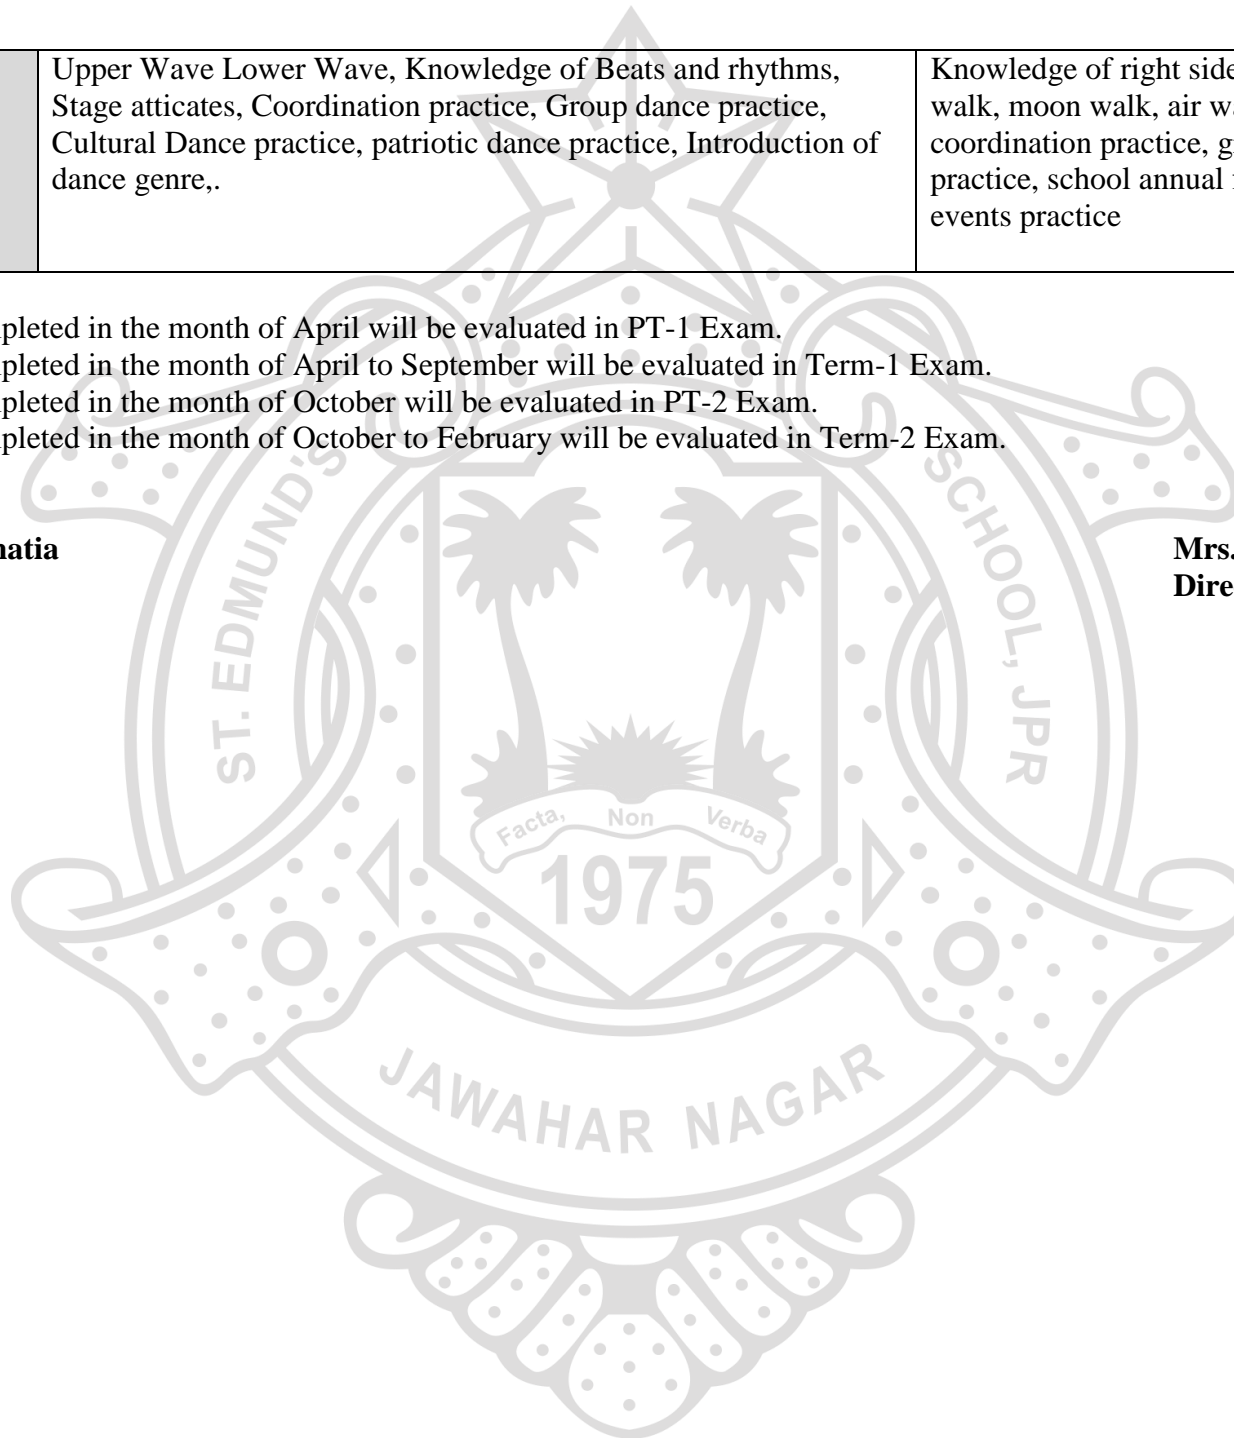 Upper Wave Lower Wave, Knowledge of Beats and rhythms,
Stage atticates, Coordination practice, Group dance practice,
Cultural Dance practice, patriotic dance practice, Introduction of
dance genre,.
Knowledge of right side
walk, moon walk, air wa
coordination practice, g
practice, school annual
events practice
pleted in the month of April will be evaluated in PT-1 Exam.
pleted in the month of April to September will be evaluated in Term-1 Exam.
pleted in the month of October will be evaluated in PT-2 Exam.
pleted in the month of October to February will be evaluated in Term-2 Exam.
hatia
Mrs.
Dire
ST. EDMUND'S
SCHOOL, JPR
Facta, Non Verba
1975
JAWAHAR NAGAR